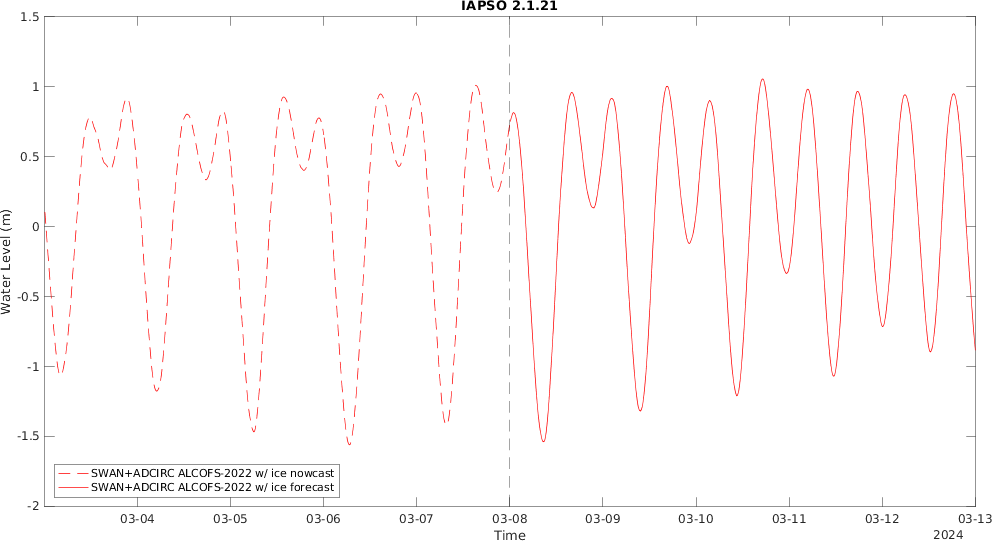 IAPSO 2.1.21
1.5
1
0.5
0
-0.5
-1
-1.5
-2
Water Level (m)
SWAN+ADCIRC ALCOFS-2022 w/ ice nowcast
SWAN+ADCIRC ALCOFS-2022 w/ ice forecast
03-04 03-05 03-06 03-07 03-08 03-09 03-10 03-11 03-12 03-13
Time
2024